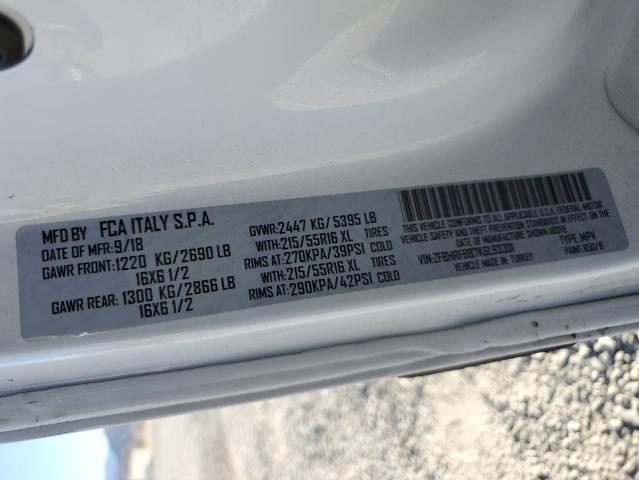 MFD BY FCA ITALY S.P.A.
DATE OF MFR: 9/18
GAWR FRONT: 1220 KG/2690 LB
16X6 1/2
GAWR REAR: 1300 KG/2866 LB
16X6 1/2
GVWR: 2447 KG/ 5395 LB
WITH: 215/55R16 XL TIRES
RIMS AT: 270KPA/39PSI COLD
WITH: 215/55R16 XL TIRES
RIMS AT: 290KPA/42PSI COLD
THIS VEHICLE CONFORMS TO ALL APPLICABLE U.S.A. FEDERAL MOTOR
VEHICLE SAFETY, BUMPER AND
THEFT PREVENTION STANDARDS IN EFFECT ON THE DATE OF
MANUFACTURE SHOWN ABOVE.
TYPE: MPV
MADE IN: TURKEY PAINT: 850/B